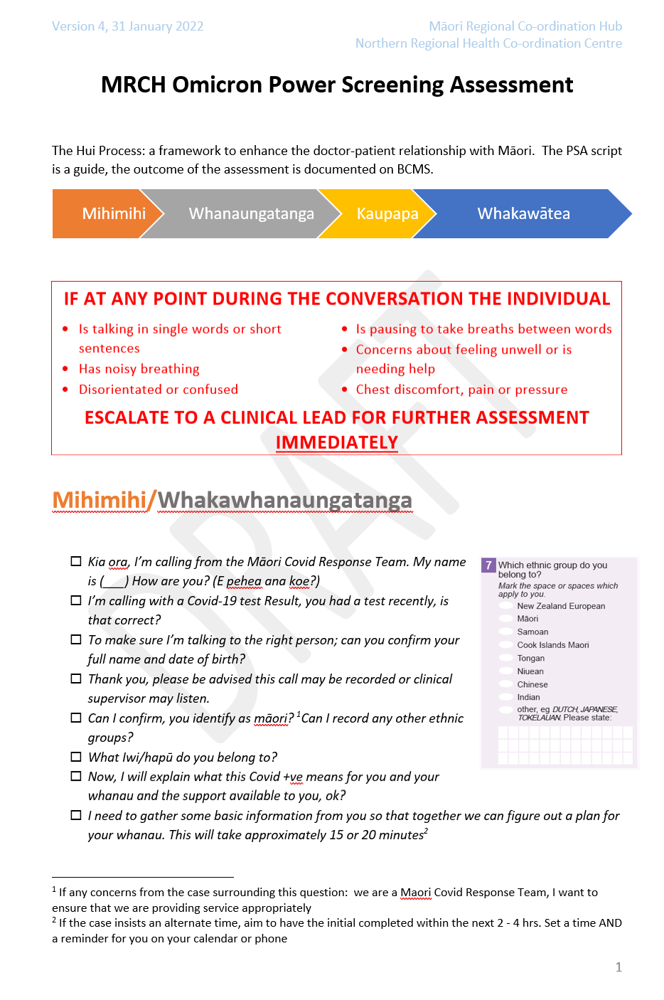 Version 4, 31 January 2022
Māori Regional Co-ordination Hub
Northern Regional Health Co-ordination Centre
MRCH Omicron Power Screening Assessment
The Hui Process: a framework to enhance the doctor-patient relationship with Māori.  The PSA script
is a guide, the outcome of the assessment is documented on BCMS.
Mihimihi
Whanaungatanga
Kaupapa
Whakawātea
IF AT ANY POINT DURING THE CONVERSATION THE INDIVIDUAL
• Is talking in single words or short
sentences
• Has noisy breathing
• Disorientated or confused
• Is pausing to take breaths between words
• Concerns about feeling unwell or is
needing help
• Chest discomfort, pain or pressure
ESCALATE TO A CLINICAL LEAD FOR FURTHER ASSESSMENT
IMMEDIATELY
DRAFT
Mihimihi/Whakawhanaungatanga
☐ Kia ora, I’m calling from the Māori Covid Response Team. My name
is (___) How are you? (E pehea ana koe?)
☐ I’m calling with a Covid-19 test Result, you had a test recently, is
that correct?
☐ To make sure I’m talking to the right person; can you confirm your
full name and date of birth?
☐ Thank you, please be advised this call may be recorded or clinical
supervisor may listen.
☐ Can I confirm, you identify as māori? ¹Can I record any other ethnic
groups?
☐ What Iwi/hapū do you belong to?
☐ Now, I will explain what this Covid +ve means for you and your
whanau and the support available to you, ok?
☐ I need to gather some basic information from you so that together we can figure out a plan for
your whanau. This will take approximately 15 or 20 minutes²
7 Which ethnic group do you
belong to?
Mark the space or spaces which
apply to you.
New Zealand European
Māori
Samoan
Cook Islands Maori
Tongan
Niuean
Chinese
Indian
other, eg DUTCH, JAPANESE,
TOKELAUAN. Please state:
¹ If any concerns from the case surrounding this question:  we are a Maori Covid Response Team, I want to
ensure that we are providing service appropriately
² If the case insists an alternate time, aim to have the initial completed within the next 2 - 4 hrs. Set a time AND
a reminder for you on your calendar or phone
1